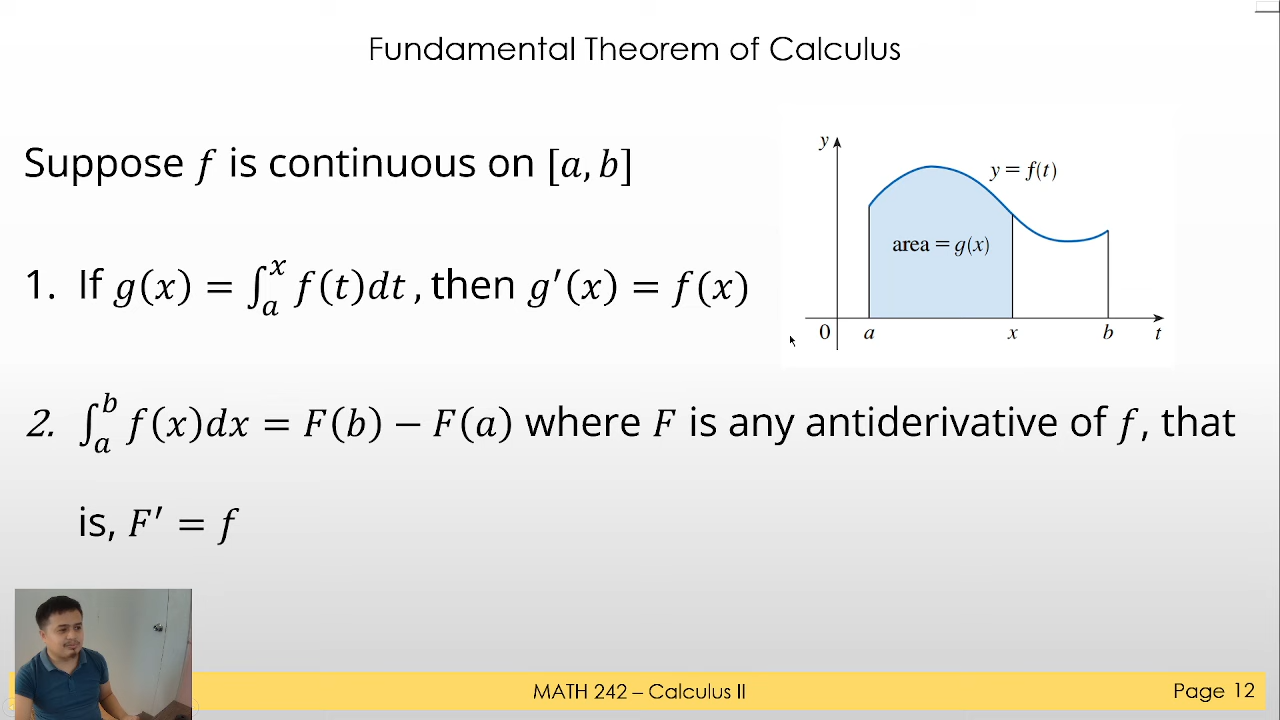 Fundamental Theorem of Calculus
Suppose f is continuous on [a, b]
1. If g(x) = ∫ₐˣ f(t)dt, then g′(x) = f(x)
y
y = f(t)
area = g(x)
0 a x b t
2. ∫ₐᵇ f(x)dx = F(b) − F(a) where F is any antiderivative of f, that
is, F′ = f
MATH 242 – Calculus II
Page 12